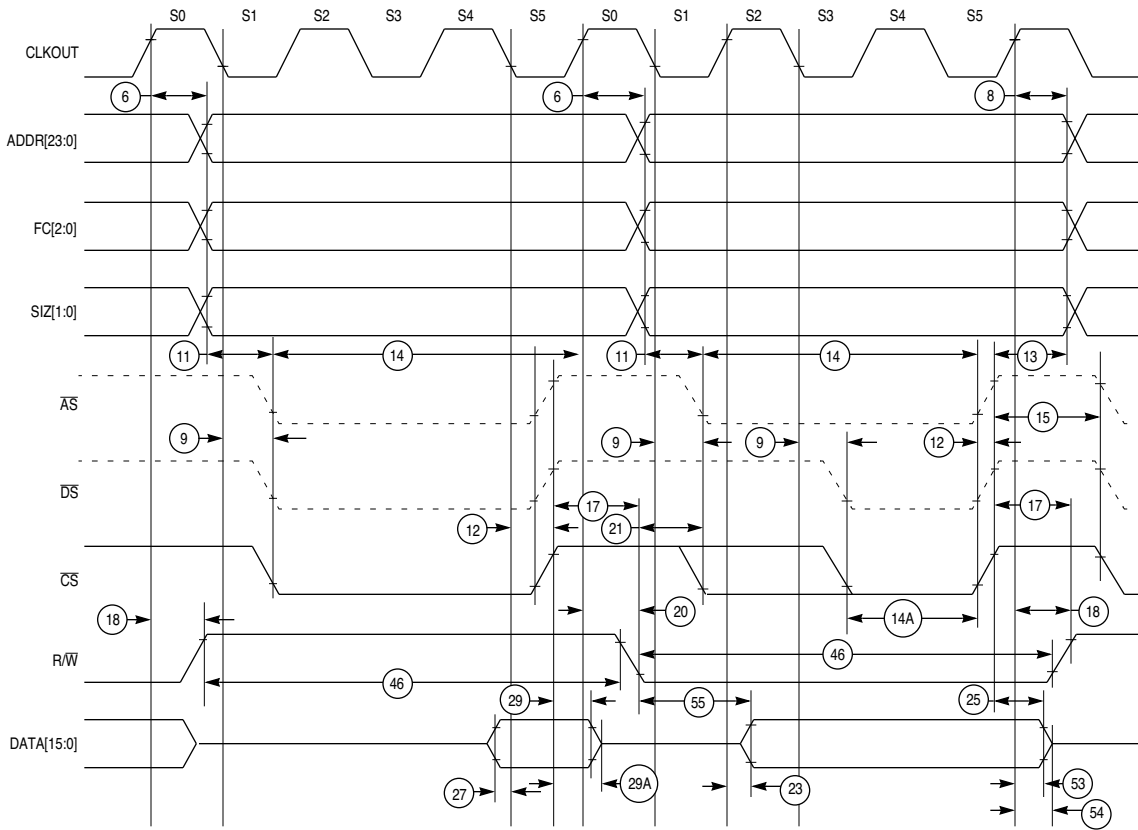 S0 S1 S2 S3 S4 S5 S0 S1 S2 S3 S4 S5
CLKOUT
6 6 8
ADDR[23:0]
FC[2:0]
SIZ[1:0]
11 14 11 14 13
AS
15
9 9 9 12
DS
17 17
12 21
CS
18 20 14A 18
R/W
46 46
29 55 25
DATA[15:0]
27 29A 23 53
54